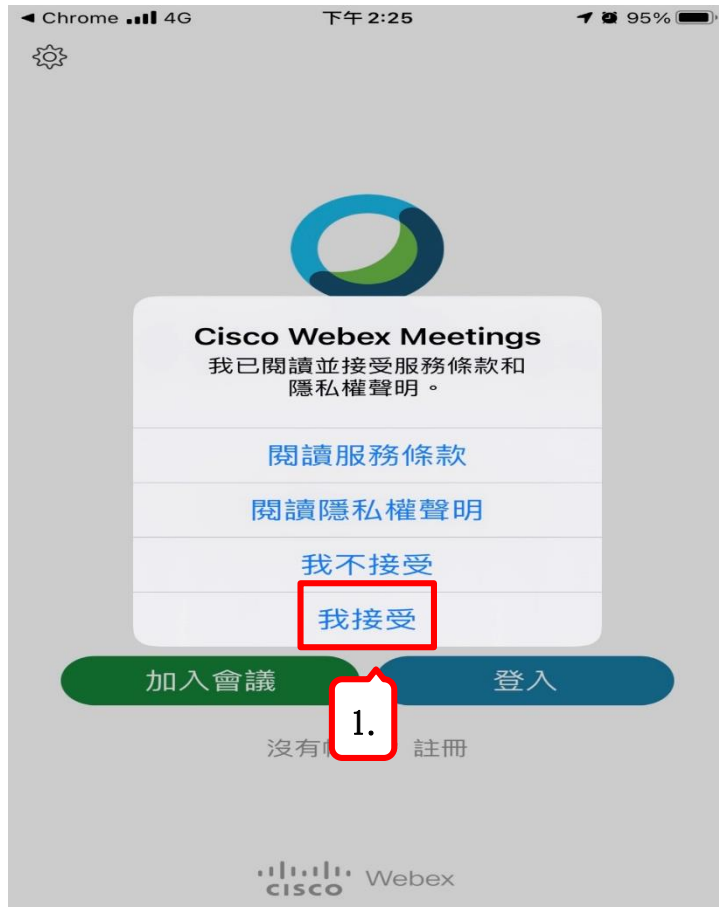 ◀ Chrome 4G 下午 2:25 95%
Cisco Webex Meetings
我已閱讀並接受服務條款和
隱私權聲明。
閱讀服務條款
閱讀隱私權聲明
我不接受
我接受
加入會議 登入
1.
沒有 註冊
CISCO Webex